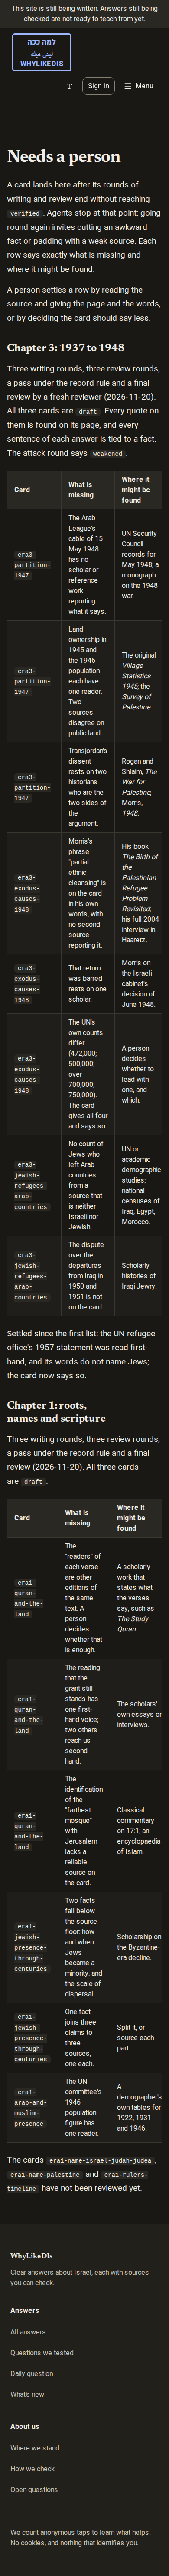 This site is still being written. Answers still being
checked are not ready to teach from yet.
למה ככה
ليش هيك
WHYLIKEDIS
Sign in
Menu
Needs a person
A card lands here after its rounds of
writing and review end without reaching
verified . Agents stop at that point: going
round again invites cutting an awkward
fact or padding with a weak source. Each
row says exactly what is missing and
where it might be found.
A person settles a row by reading the
source and giving the page and the words,
or by deciding the card should say less.
Chapter 3: 1937 to 1948
Three writing rounds, three review rounds,
a pass under the record rule and a final
review by a fresh reviewer (2026-11-20).
All three cards are draft . Every quote on
them is found on its page, and every
sentence of each answer is tied to a fact.
The attack round says weakened .
Card
What is
missing
Where it
might be
found
era3-
partition-
1947
The Arab
League's
cable of 15
May 1948
has no
scholar or
reference
work
reporting
what it says.
UN Security
Council
records for
May 1948; a
monograph
on the 1948
war.
era3-
partition-
1947
Land
ownership in
1945 and
the 1946
population
each have
one reader.
Two
sources
disagree on
public land.
The original
Village
Statistics
1945; the
Survey of
Palestine.
era3-
partition-
1947
Transjordan's
dissent
rests on two
historians
who are the
two sides of
the
argument.
Rogan and
Shlaim, The
War for
Palestine;
Morris,
1948.
era3-
exodus-
causes-
1948
Morris's
phrase
"partial
ethnic
cleansing" is
on the card
in his own
words, with
no second
source
reporting it.
His book
The Birth of
the
Palestinian
Refugee
Problem
Revisited;
his full 2004
interview in
Haaretz.
era3-
exodus-
causes-
1948
That return
was barred
rests on one
scholar.
Morris on
the Israeli
cabinet's
decision of
June 1948.
era3-
exodus-
causes-
1948
The UN's
own counts
differ
(472,000;
500,000;
over
700,000;
750,000).
The card
gives all four
and says so.
A person
decides
whether to
lead with
one, and
which.
era3-
jewish-
refugees-
arab-
countries
No count of
Jews who
left Arab
countries
from a
source that
is neither
Israeli nor
Jewish.
UN or
academic
demographic
studies;
national
censuses of
Iraq, Egypt,
Morocco.
era3-
jewish-
refugees-
arab-
countries
The dispute
over the
departures
from Iraq in
1950 and
1951 is not
on the card.
Scholarly
histories of
Iraqi Jewry.
Settled since the first list: the UN refugee
office's 1957 statement was read first-
hand, and its words do not name Jews;
the card now says so.
Chapter 1: roots,
names and scripture
Three writing rounds, three review rounds,
a pass under the record rule and a final
review (2026-11-20). All three cards
are draft .
Card
What is
missing
Where it
might be
found
era1-
quran-
and-the-
land
The
"readers" of
each verse
are other
editions of
the same
text. A
person
decides
whether that
is enough.
A scholarly
work that
states what
the verses
say, such as
The Study
Quran.
era1-
quran-
and-the-
land
The reading
that the
grant still
stands has
one first-
hand voice;
two others
reach us
second-
hand.
The scholars'
own essays or
interviews.
era1-
quran-
and-the-
land
The
identification
of the
"farthest
mosque"
with
Jerusalem
lacks a
reliable
source on
the card.
Classical
commentary
on 17:1; an
encyclopaedia
of Islam.
era1-
jewish-
presence-
through-
centuries
Two facts
fall below
the source
floor: how
and when
Jews
became a
minority, and
the scale of
dispersal.
Scholarship on
the Byzantine-
era decline.
era1-
jewish-
presence-
through-
centuries
One fact
joins three
claims to
three
sources,
one each.
Split it, or
source each
part.
era1-
arab-and-
muslim-
presence
The UN
committee's
1946
population
figure has
one reader.
A
demographer's
own tables for
1922, 1931
and 1946.
The cards era1-name-israel-judah-judea ,
era1-name-palestine and era1-rulers-
timeline have not been reviewed yet.
WhyLikeDIs
Clear answers about Israel, each with sources
you can check.
Answers
All answers
Questions we tested
Daily question
What's new
About us
Where we stand
How we check
Open questions
We count anonymous taps to learn what helps.
No cookies, and nothing that identifies you.